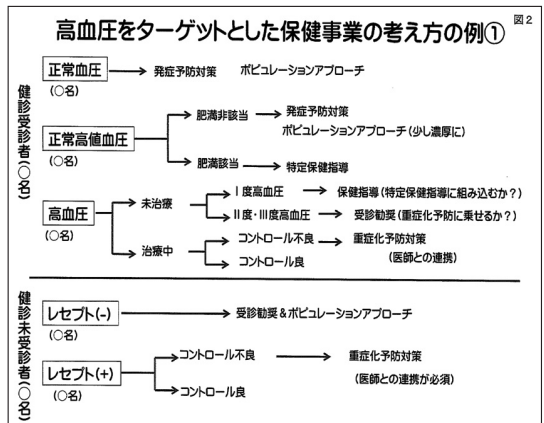 図2
高血圧をターゲットとした保健事業の考え方の例①
健診受診者(○名)
正常血圧
発症予防対策 ポピュレーションアプローチ
(○名)
正常高値血圧
(○名)
肥満非該当
発症予防対策
ポピュレーションアプローチ(少し濃厚に)
肥満該当
特定保健指導
高血圧
(○名)
未治療
Ⅰ度高血圧
保健指導(特定保健指導に組み込むか?)
Ⅱ度・Ⅲ度高血圧
受診勧奨(重症化予防に乗せるか?)
治療中
コントロール不良
重症化予防対策
(医師との連携)
コントロール良
健診未受診者(○名)
レセプト(-)
受診勧奨&ポピュレーションアプローチ
(○名)
レセプト(+)
(○名)
コントロール不良
重症化予防対策
(医師との連携が必須)
コントロール良